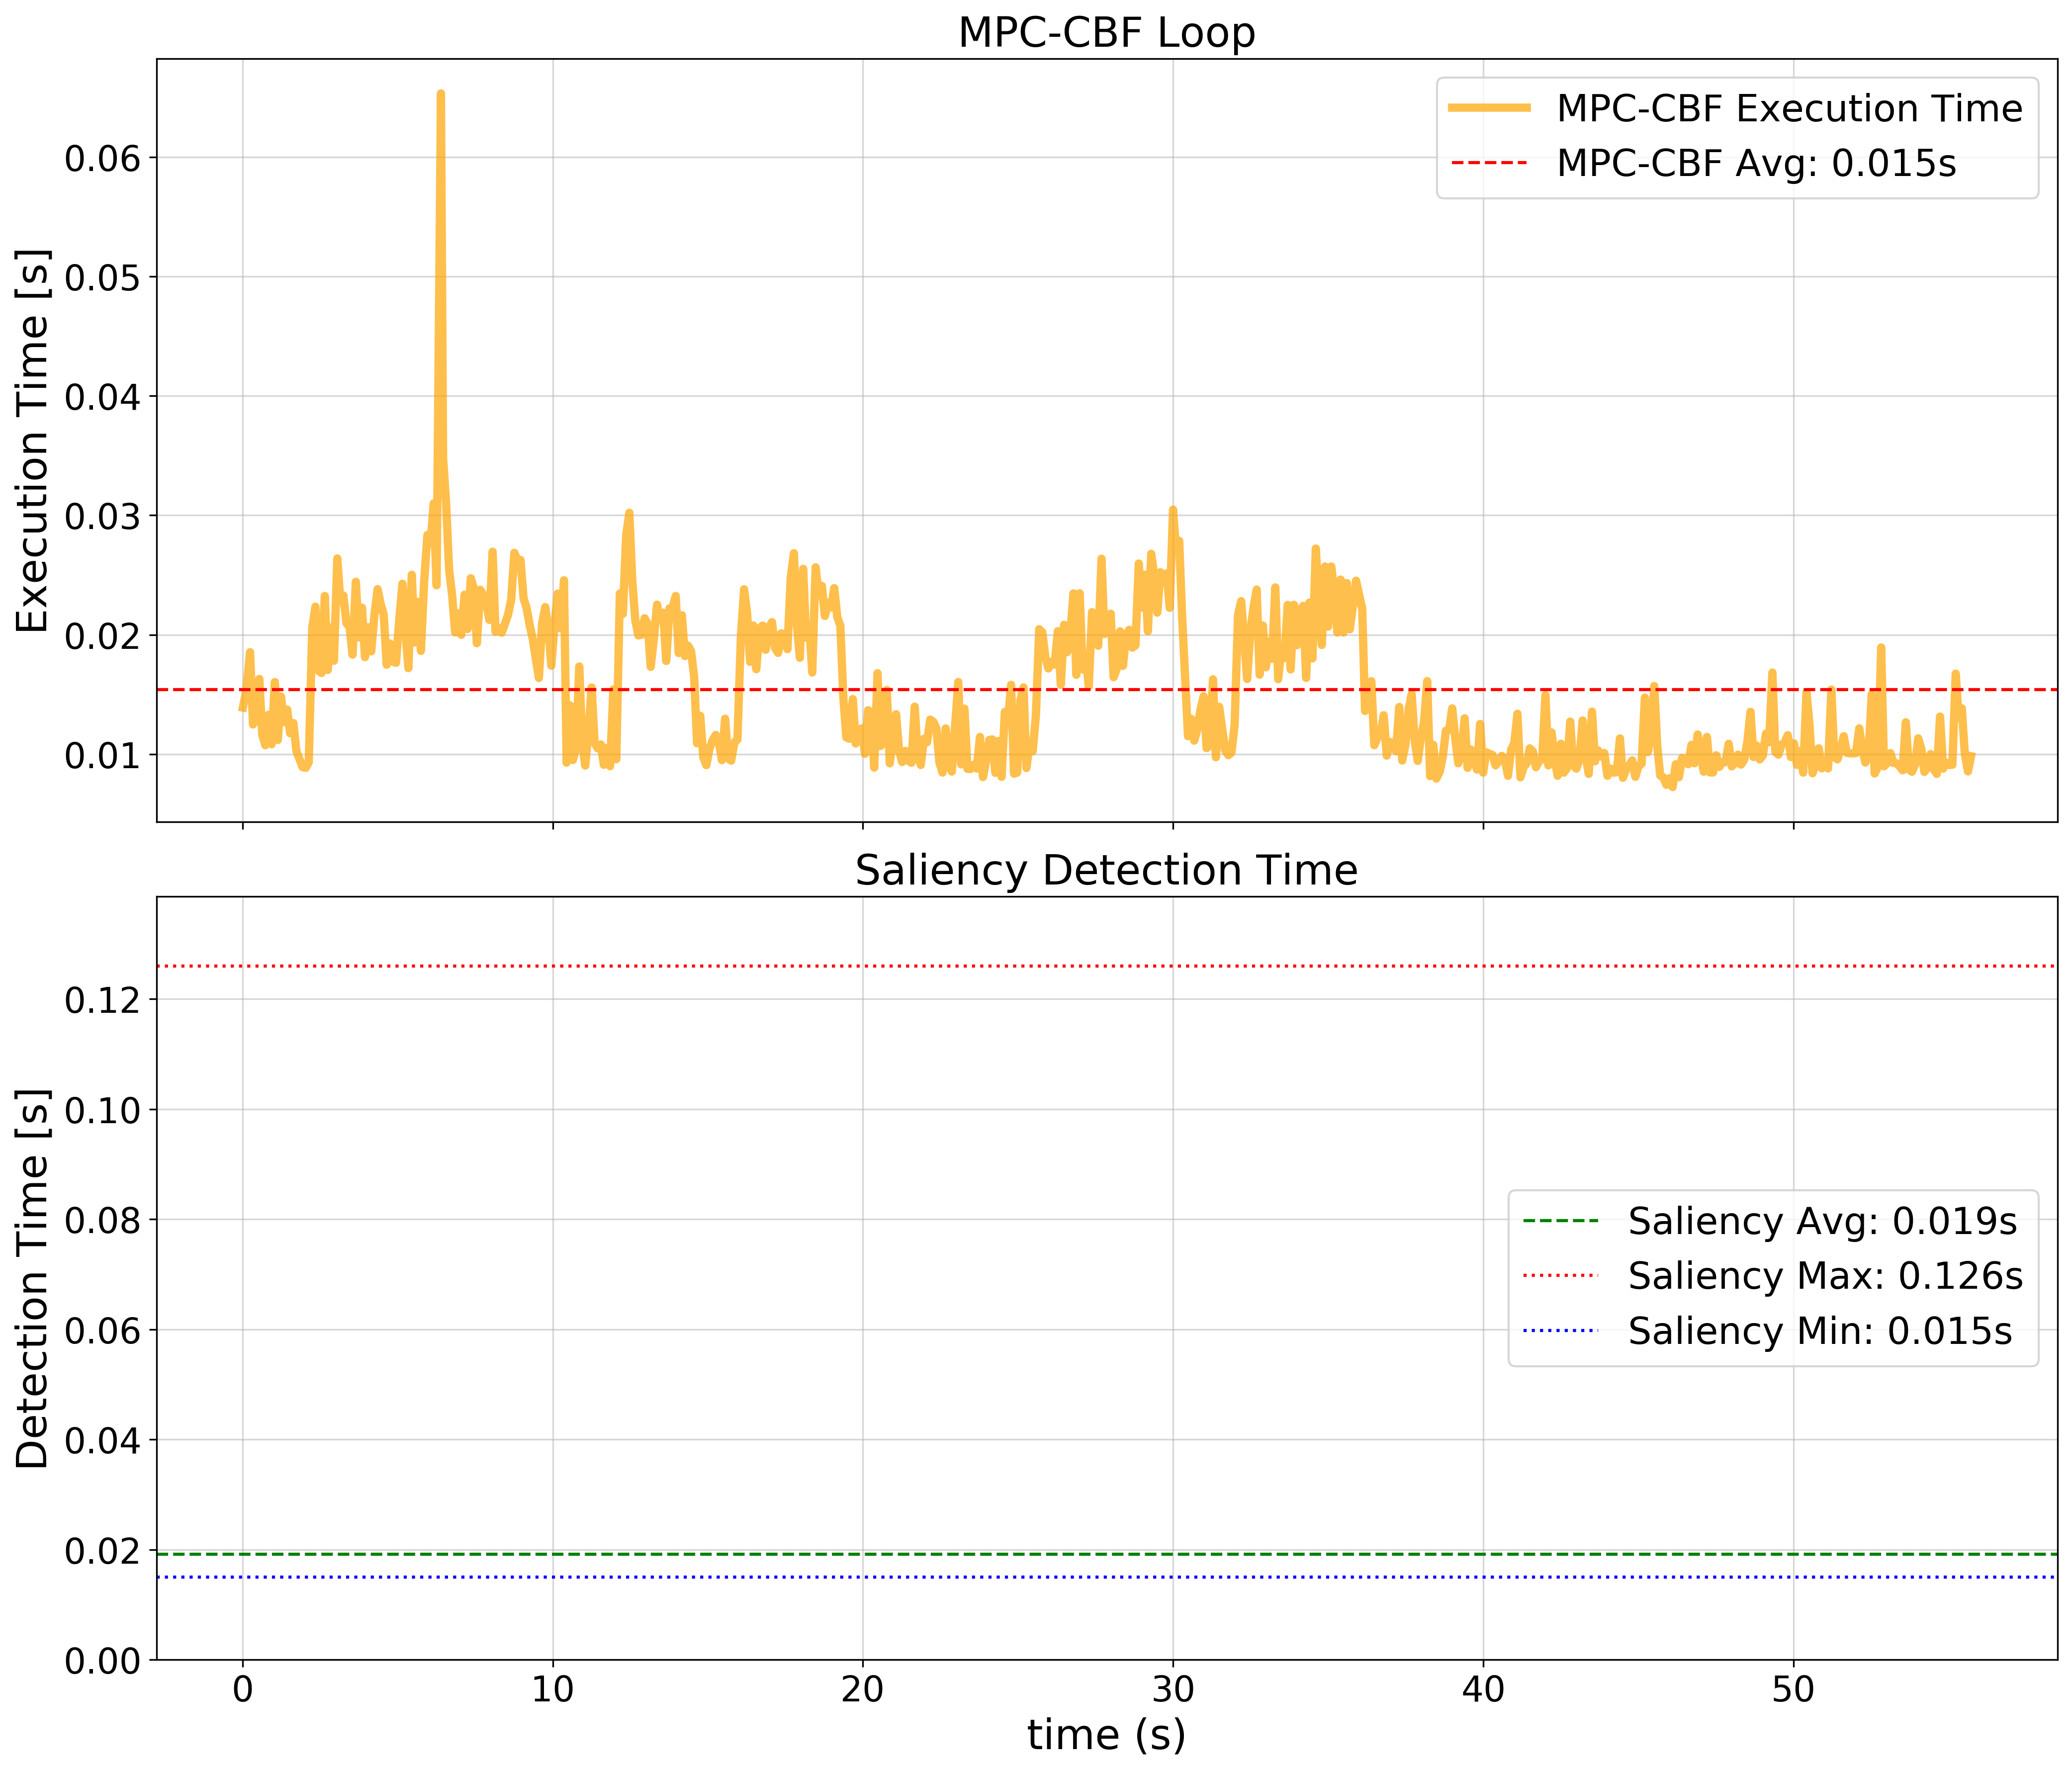 MPC-CBF Loop
MPC-CBF Execution Time
MPC-CBF Avg: 0.015s
Execution Time [s]
0.06
0.05
0.04
0.03
0.02
0.01
Saliency Detection Time
Saliency Avg: 0.019s
Saliency Max: 0.126s
Saliency Min: 0.015s
Detection Time [s]
0.12
0.10
0.08
0.06
0.04
0.02
0.00
0 10 20 30 40 50
time (s)